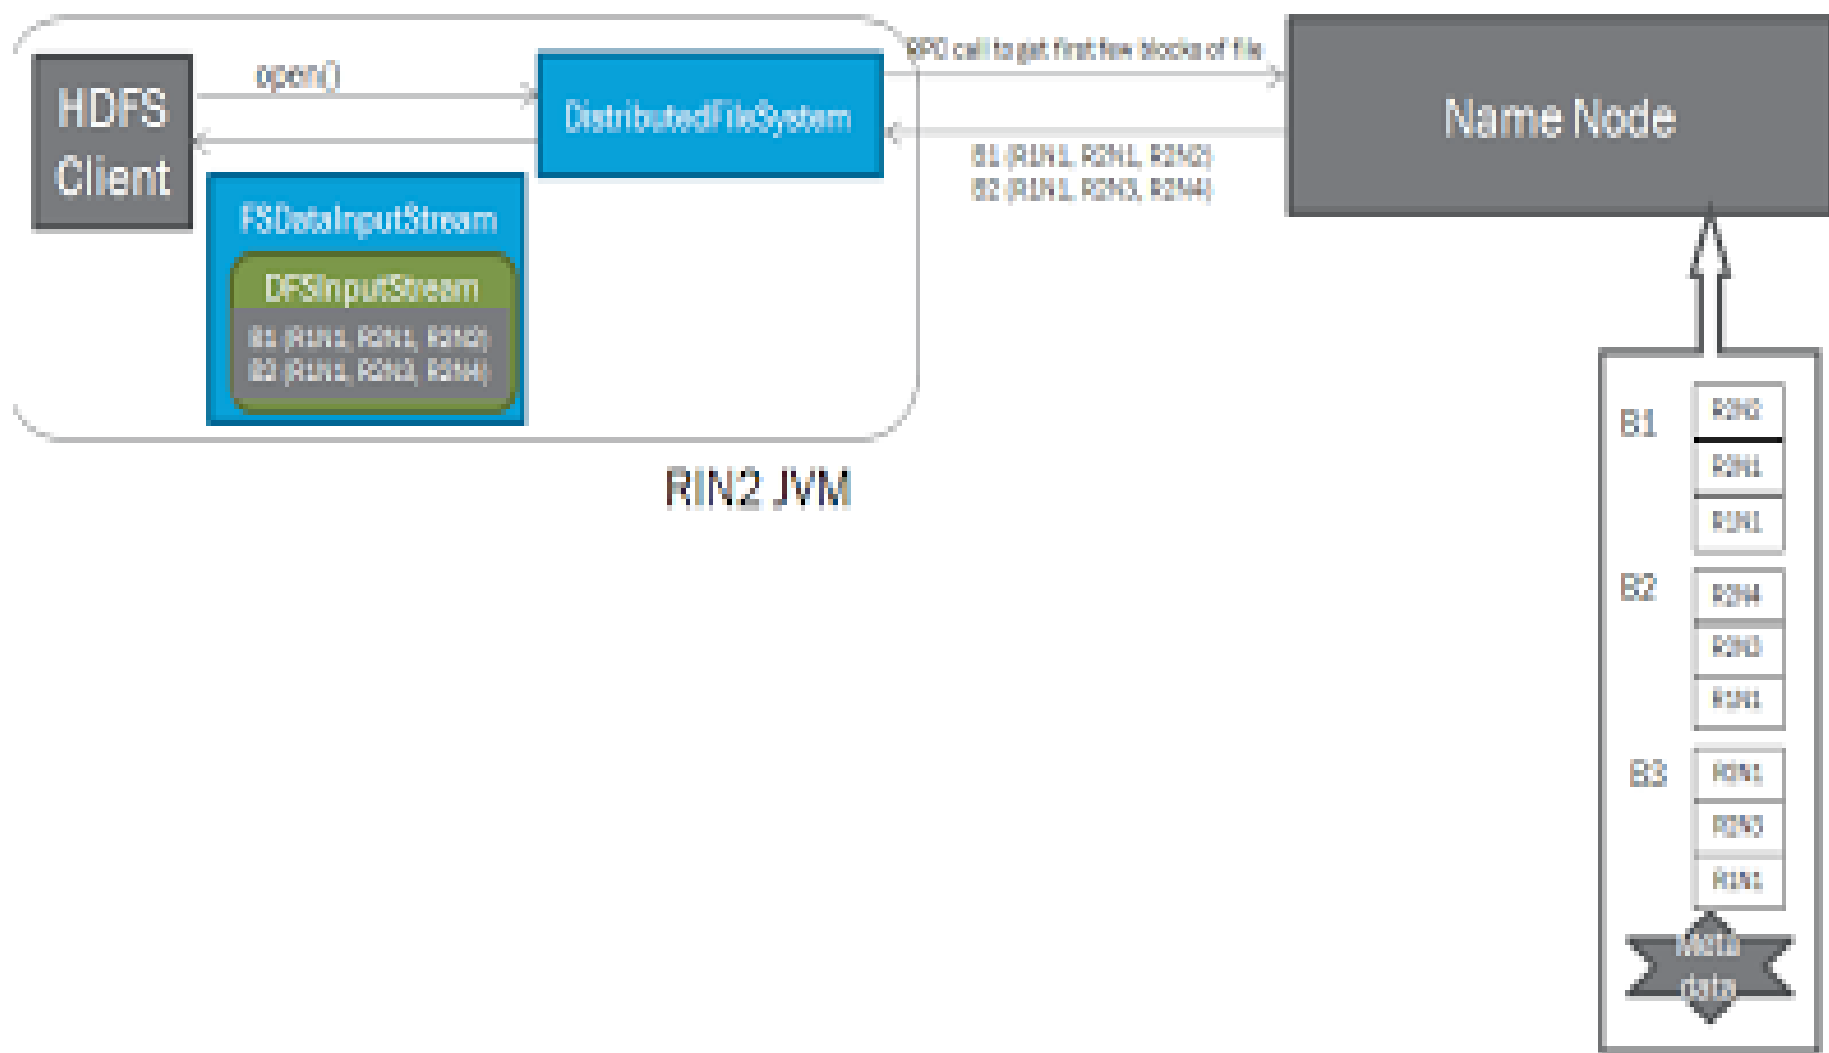 HDFS
Client
open()
DistributedFileSystem
RPC call to get first few blocks of file
Name Node
B1 (R1N1, R2N1, R2N2)
B2 (R1N1, R2N3, R2N4)
FSDataInputStream
DFSInputStream
B1 (R1N1, R2N1, R2N2)
B2 (R1N1, R2N3, R2N4)
RIN2 JVM
B1
R2N2
R2N1
R1N1
B2
R2N4
R2N3
R1N1
B3
R2N3
R1N1
Meta
data